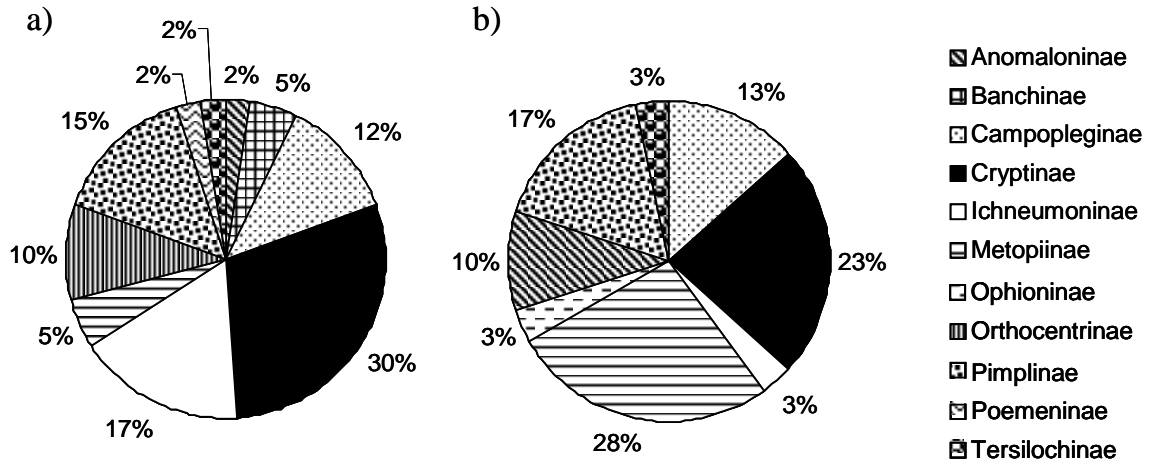 a)
2%
2%
2%
5%
12%
15%
10%
5%
30%
17%
b)
3%
13%
17%
10%
23%
3%
3%
28%
Anomaloninae
Banchinae
Campopleginae
Cryptinae
Ichneumoninae
Metopiinae
Ophioninae
Orthocentrinae
Pimplinae
Poemeninae
Tersilochinae